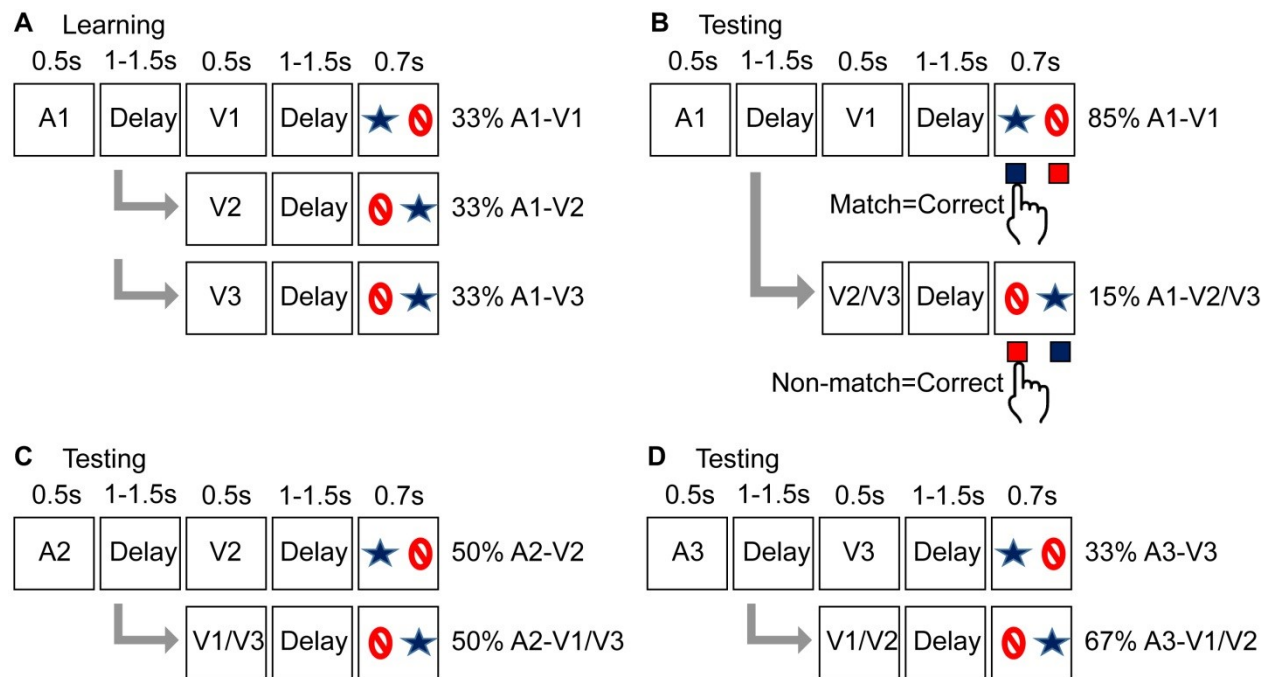 A Learning
0.5s 1-1.5s 0.5s 1-1.5s 0.7s
A1 Delay V1 Delay 33% A1-V1
V2 Delay 33% A1-V2
V3 Delay 33% A1-V3
B Testing
0.5s 1-1.5s 0.5s 1-1.5s 0.7s
A1 Delay V1 Delay 85% A1-V1
Match=Correct
V2/V3 Delay 15% A1-V2/V3
Non-match=Correct
C Testing
0.5s 1-1.5s 0.5s 1-1.5s 0.7s
A2 Delay V2 Delay 50% A2-V2
V1/V3 Delay 50% A2-V1/V3
D Testing
0.5s 1-1.5s 0.5s 1-1.5s 0.7s
A3 Delay V3 Delay 33% A3-V3
V1/V2 Delay 67% A3-V1/V2